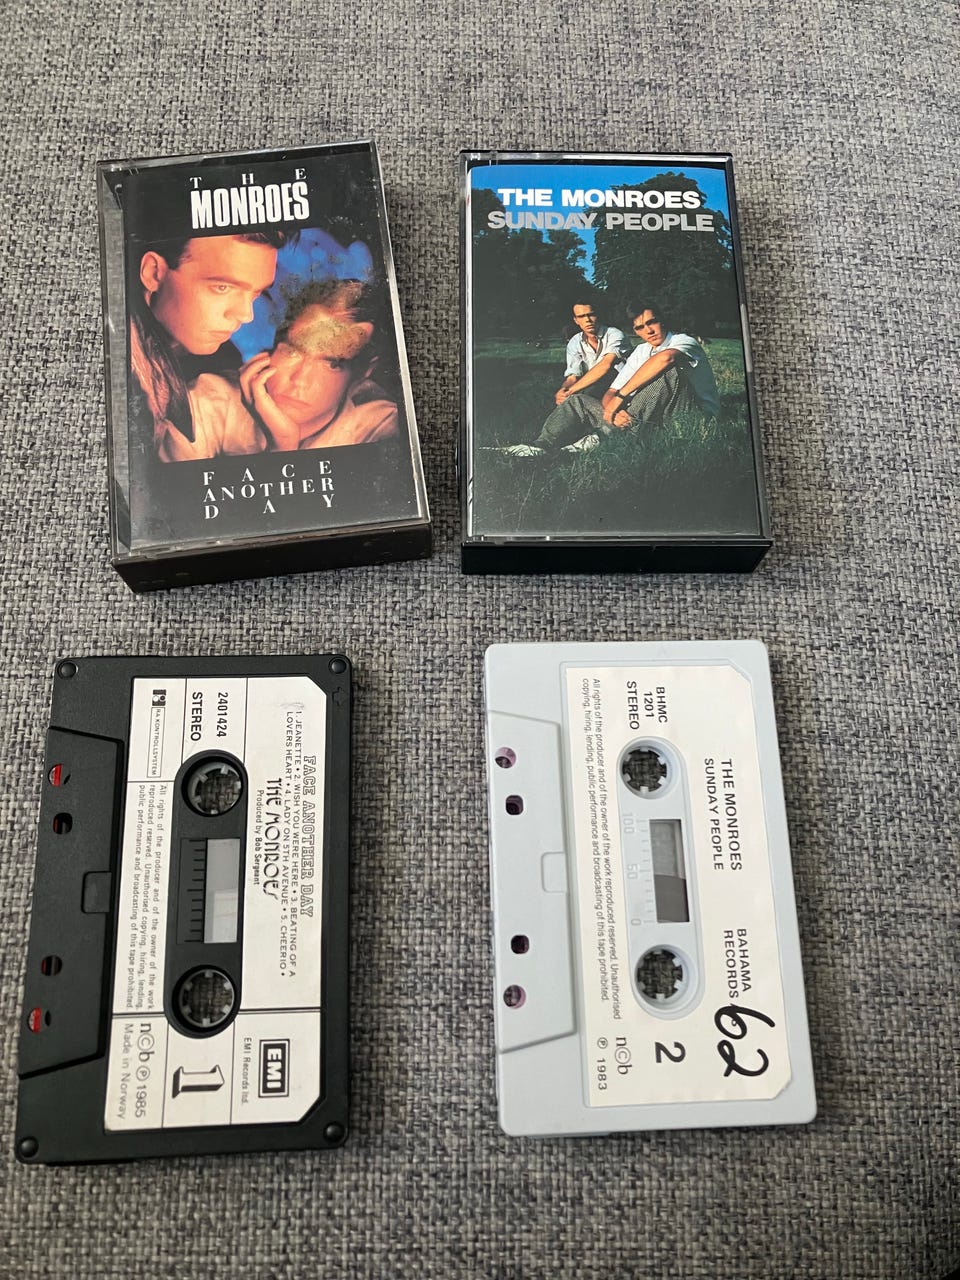 THE
MONROES
FACE
ANOTHER
DAY
THE MONROES
SUNDAY PEOPLE
FACE ANOTHER DAY
1. JEANETTE • 2. WISH YOU WERE HERE • 3. BEATING OF A
LOVERS HEART • 4. LADY ON 5TH AVENUE • 5. CHEERIO •
THE MONROES
Produced by Bob Sargeant
2401424
STEREO
RA KONTROLLSYSTEM
All rights of the producer and of the owner of the work
reproduced reserved. Unauthorised copying, hiring, lending,
public performance and broadcasting of this tape prohibited.
EMI
EMI Records Ltd.
1
n©b ℗ 1985
Made in Norway
THE MONROES
SUNDAY PEOPLE
BAHAMA
RECORDS
62
BHMC
1201
STEREO
2
All rights of the producer and of the owner of the work reproduced reserved. Unauthorised
copying, hiring, lending, public performance and broadcasting of this tape prohibited.
n©b
℗ 1983
100 50 0